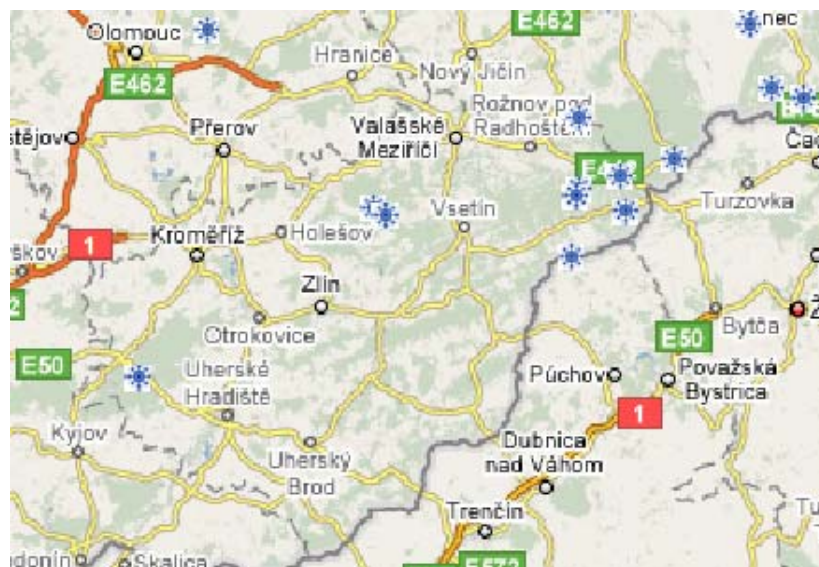 Olomouc
E462
nec
Hranice
Nový Jičín
E462
Rožnov pod
Radhoštěm
stějov
Přerov
Valašské
Meziříčí
Turzovka
Vsetín
1
Kroměříž
Holešov
škov
Zlín
Otrokovice
Bytča
E50
E50
Uherské
Hradiště
Púchov
Považská
Bystrica
1
Kyjov
Dubnica
nad Váhom
Uherský
Brod
Trenčín
donín
Skalica
E572